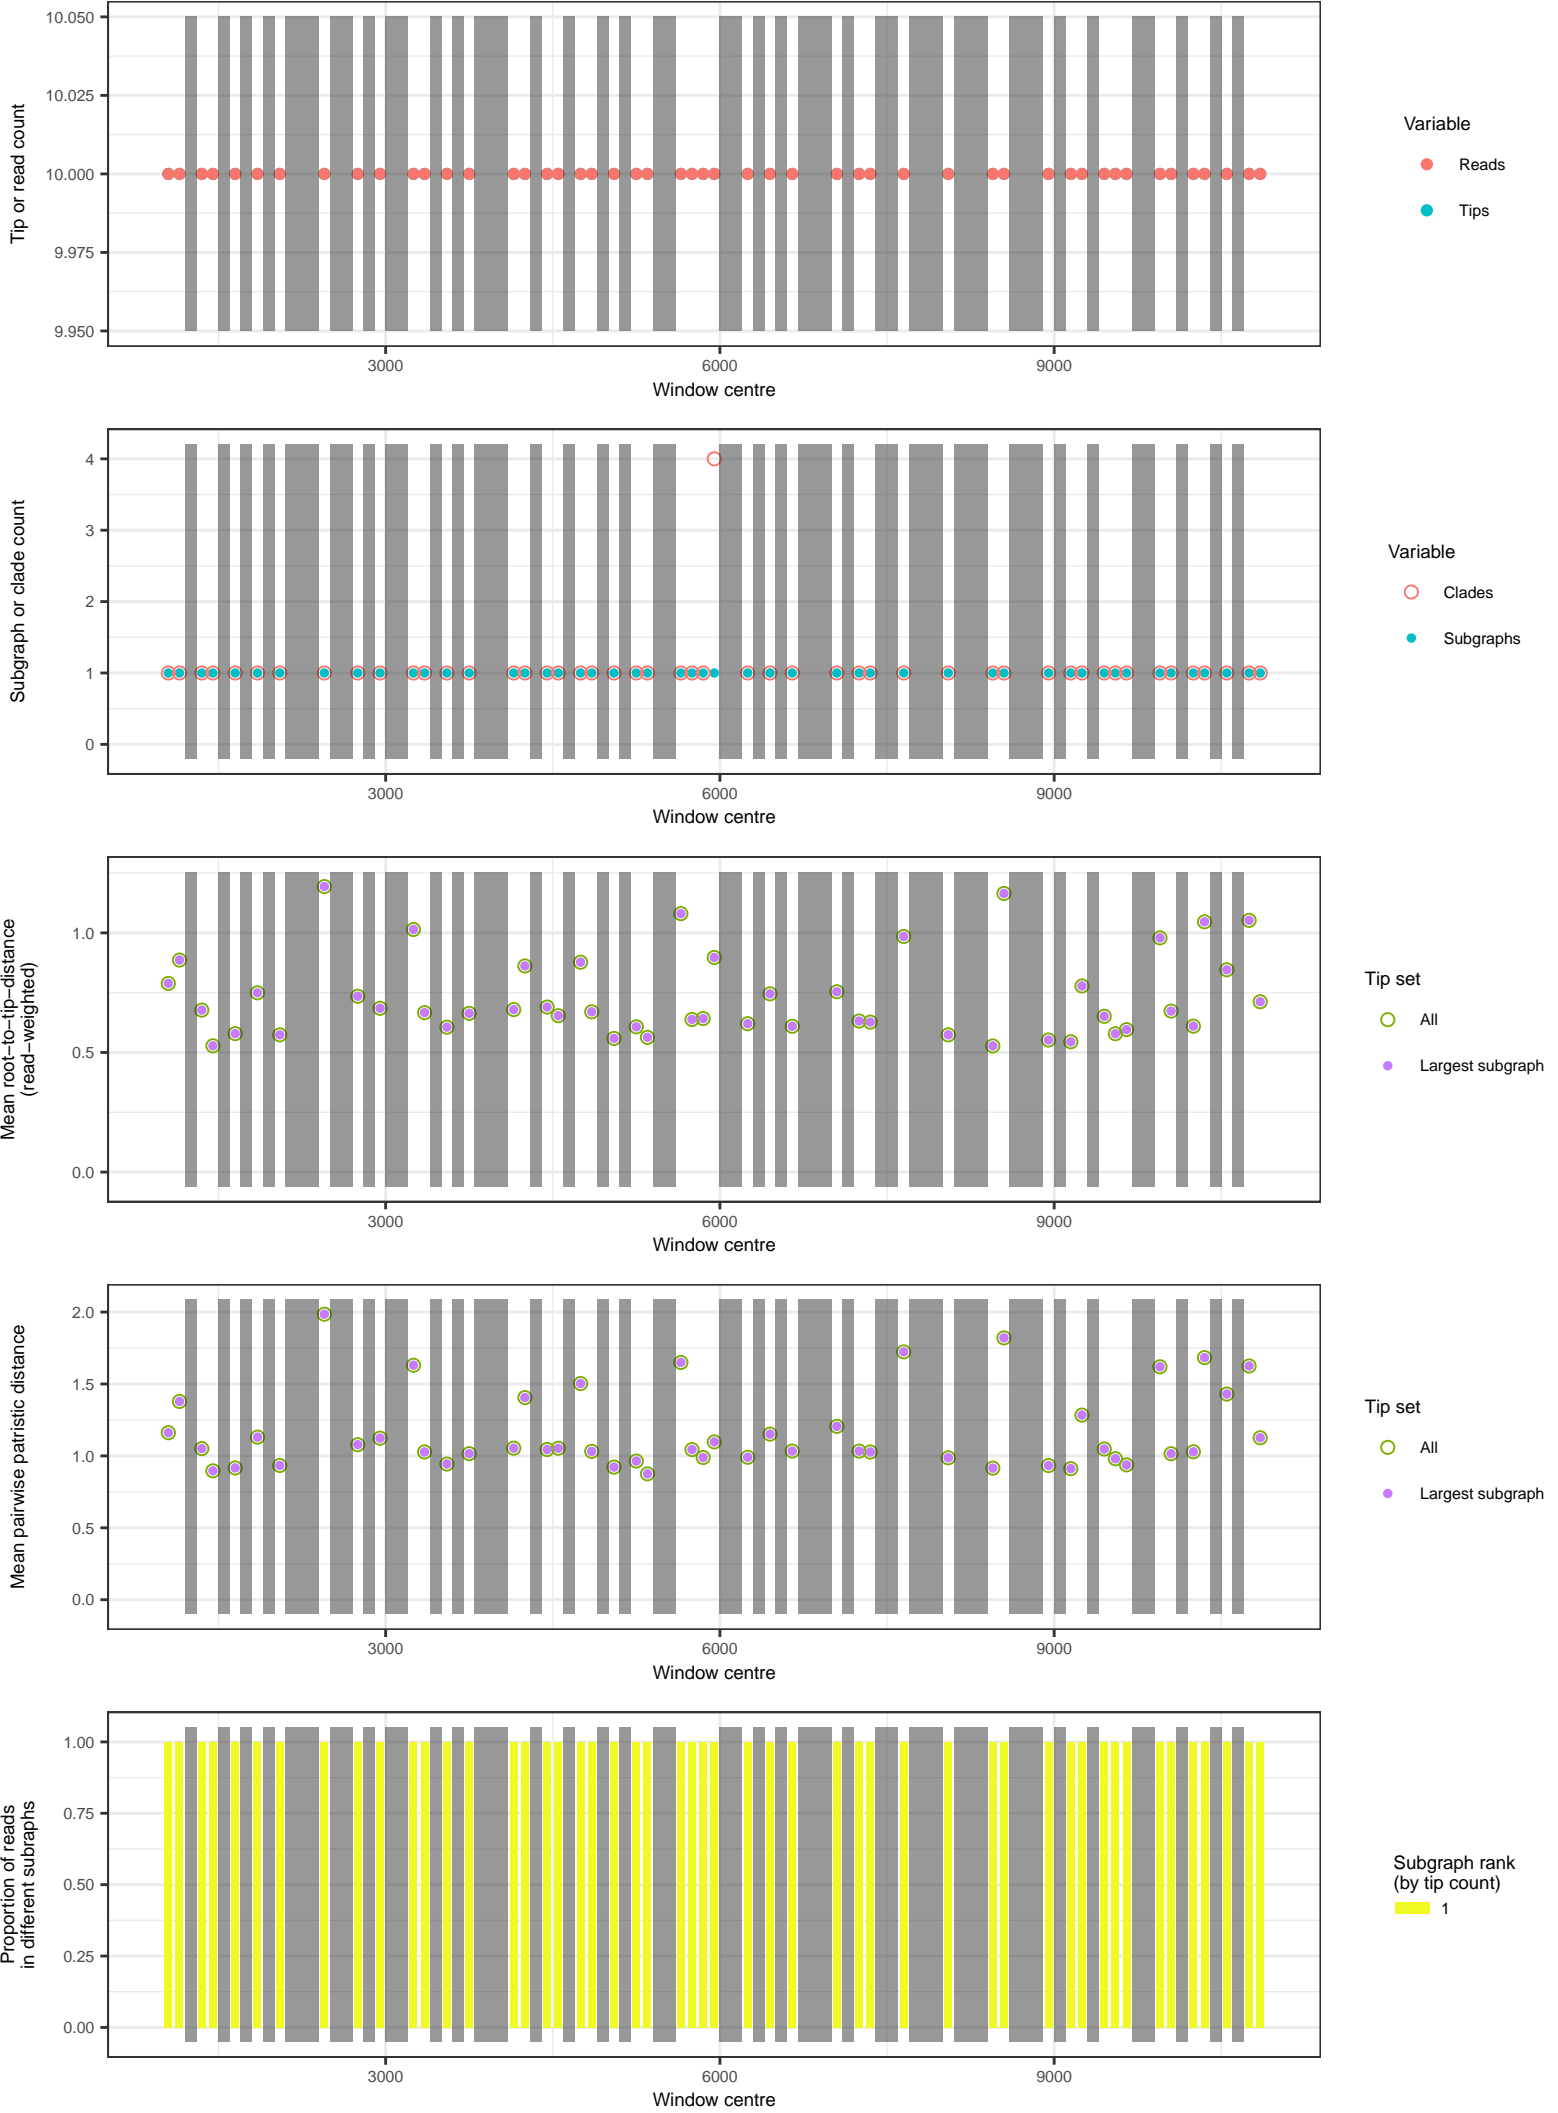 10.050
10.025
10.000
9.975
9.950
Tip or read count
3000
6000
9000
Window centre
Variable
Reads
Tips
4
3
2
1
0
Subgraph or clade count
3000
6000
9000
Window centre
Variable
Clades
Subgraphs
1.0
0.5
0.0
Mean root−to−tip−distance
(read−weighted)
3000
6000
9000
Window centre
Tip set
All
Largest subgraph
2.0
1.5
1.0
0.5
0.0
Mean pairwise patristic distance
3000
6000
9000
Window centre
Tip set
All
Largest subgraph
1.00
0.75
0.50
0.25
0.00
Proportion of reads
in different subraphs
3000
6000
9000
Window centre
Subgraph rank
(by tip count)
1